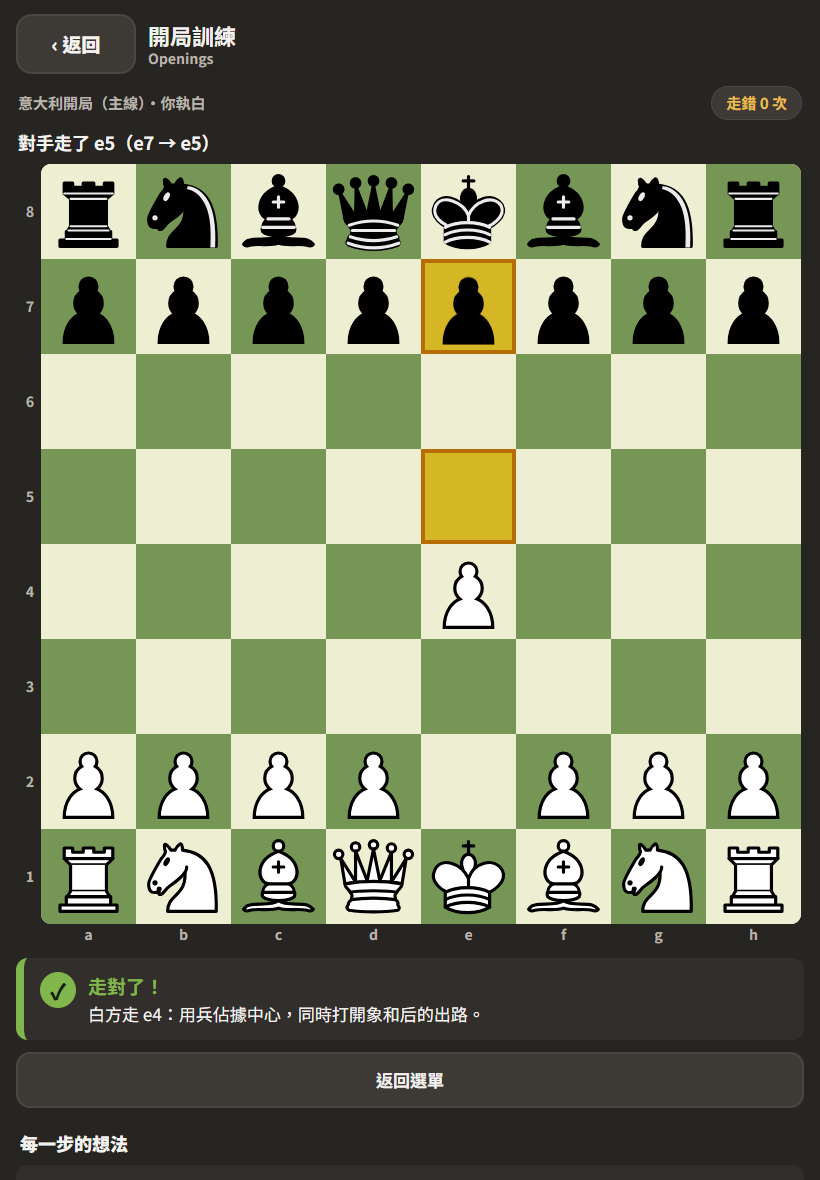 ‹ 返回
開局訓練
Openings
意大利開局（主線）· 你執白
走錯 0 次
對手走了 e5（e7 → e5）
8
7
6
5
4
3
2
1
a b c d e f g h
走對了！
白方走 e4：用兵佔據中心，同時打開象和后的出路。
返回選單
每一步的想法